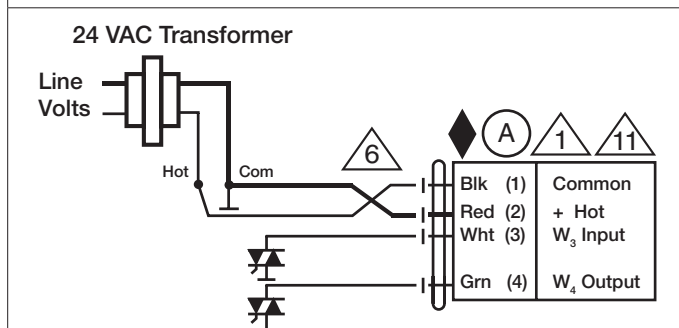 24 VAC Transformer
Line
Volts
Hot
Com
6
A
1
11
Blk (1) Common
Red (2) + Hot
Wht (3) W₃ Input
Grn (4) W₄ Output